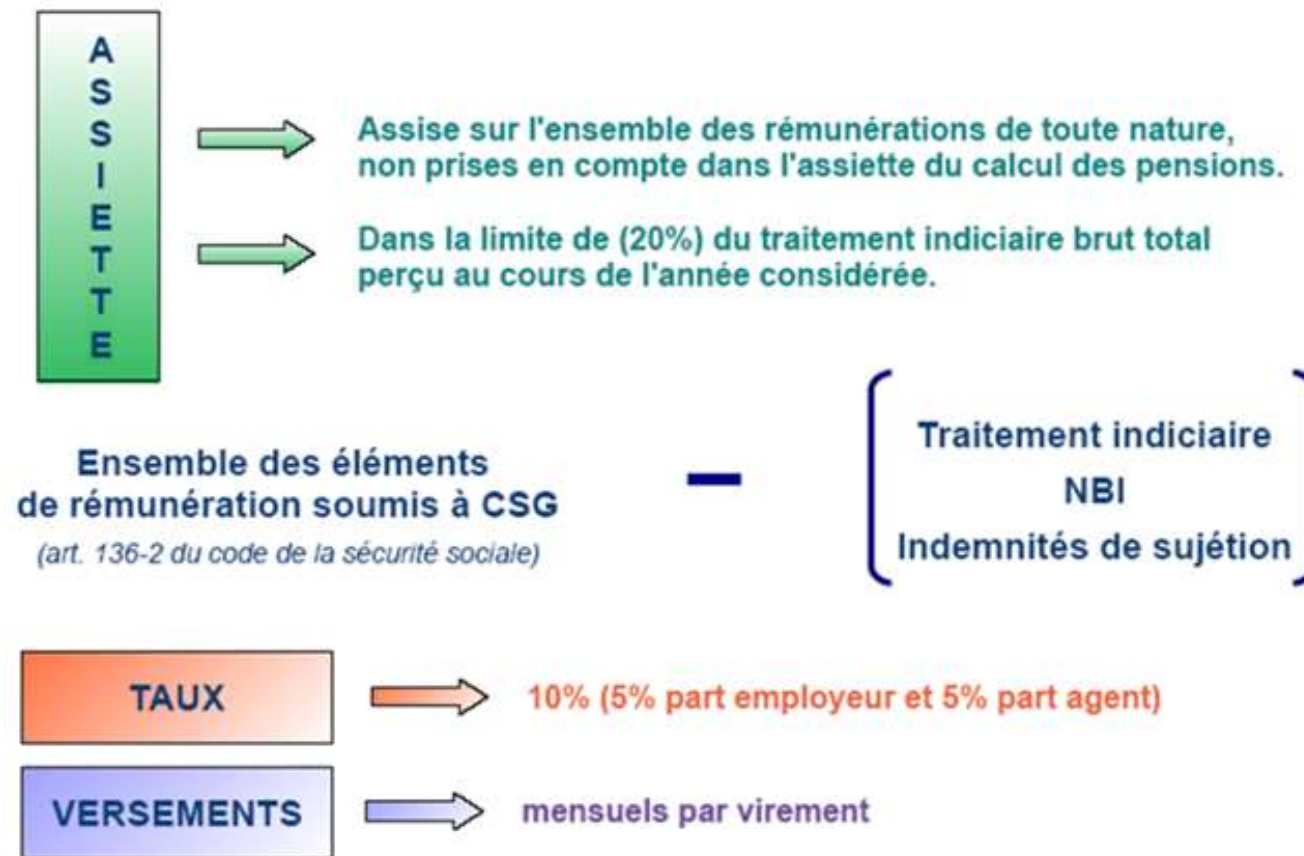 ASSIETTE
Assise sur l'ensemble des rémunérations de toute nature,
non prises en compte dans l'assiette du calcul des pensions.
Dans la limite de (20%) du traitement indiciaire brut total
perçu au cours de l'année considérée.
Ensemble des éléments
de rémunération soumis à CSG
(art. 136-2 du code de la sécurité sociale)
–
Traitement indiciaire
NBI
Indemnités de sujétion
TAUX
10% (5% part employeur et 5% part agent)
VERSEMENTS
mensuels par virement